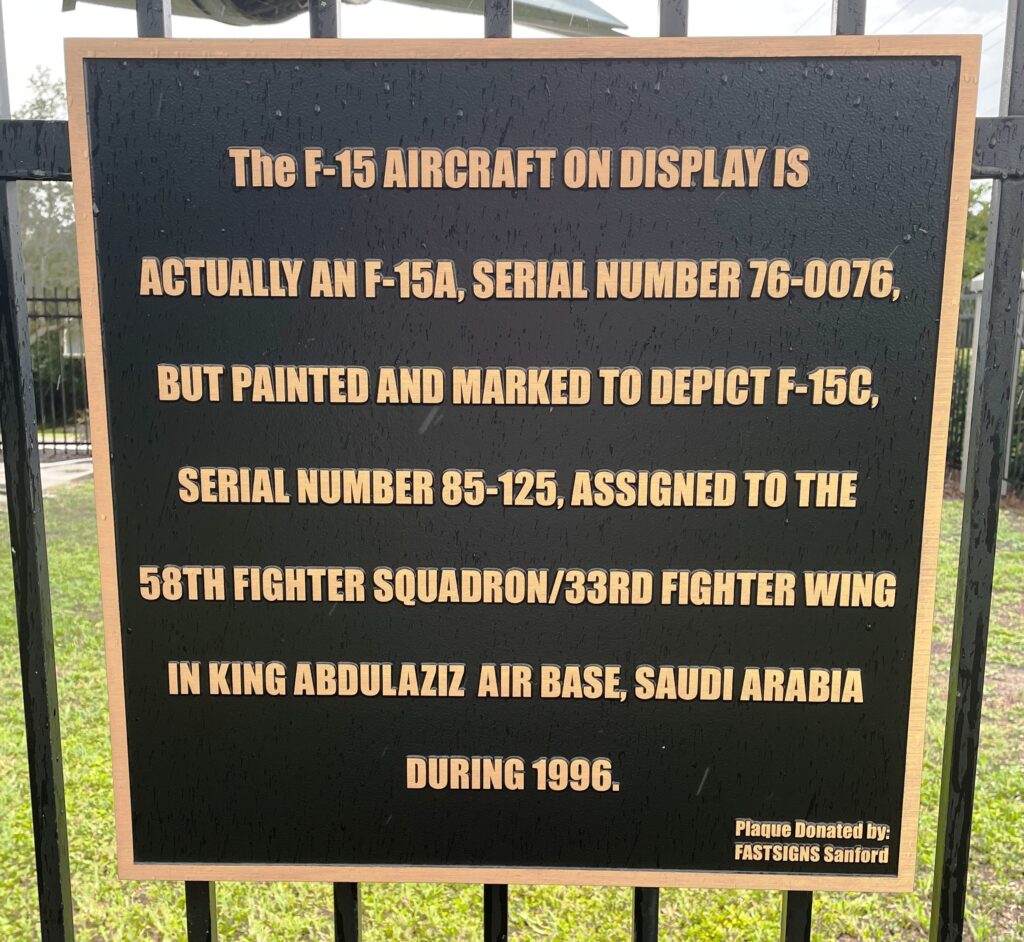 The F-15 AIRCRAFT ON DISPLAY IS
ACTUALLY AN F-15A, SERIAL NUMBER 76-0076,
BUT PAINTED AND MARKED TO DEPICT F-15C,
SERIAL NUMBER 85-125, ASSIGNED TO THE
58TH FIGHTER SQUADRON/33RD FIGHTER WING
IN KING ABDULAZIZ AIR BASE, SAUDI ARABIA
DURING 1996.
Plaque Donated by:
FASTSIGNS Sanford